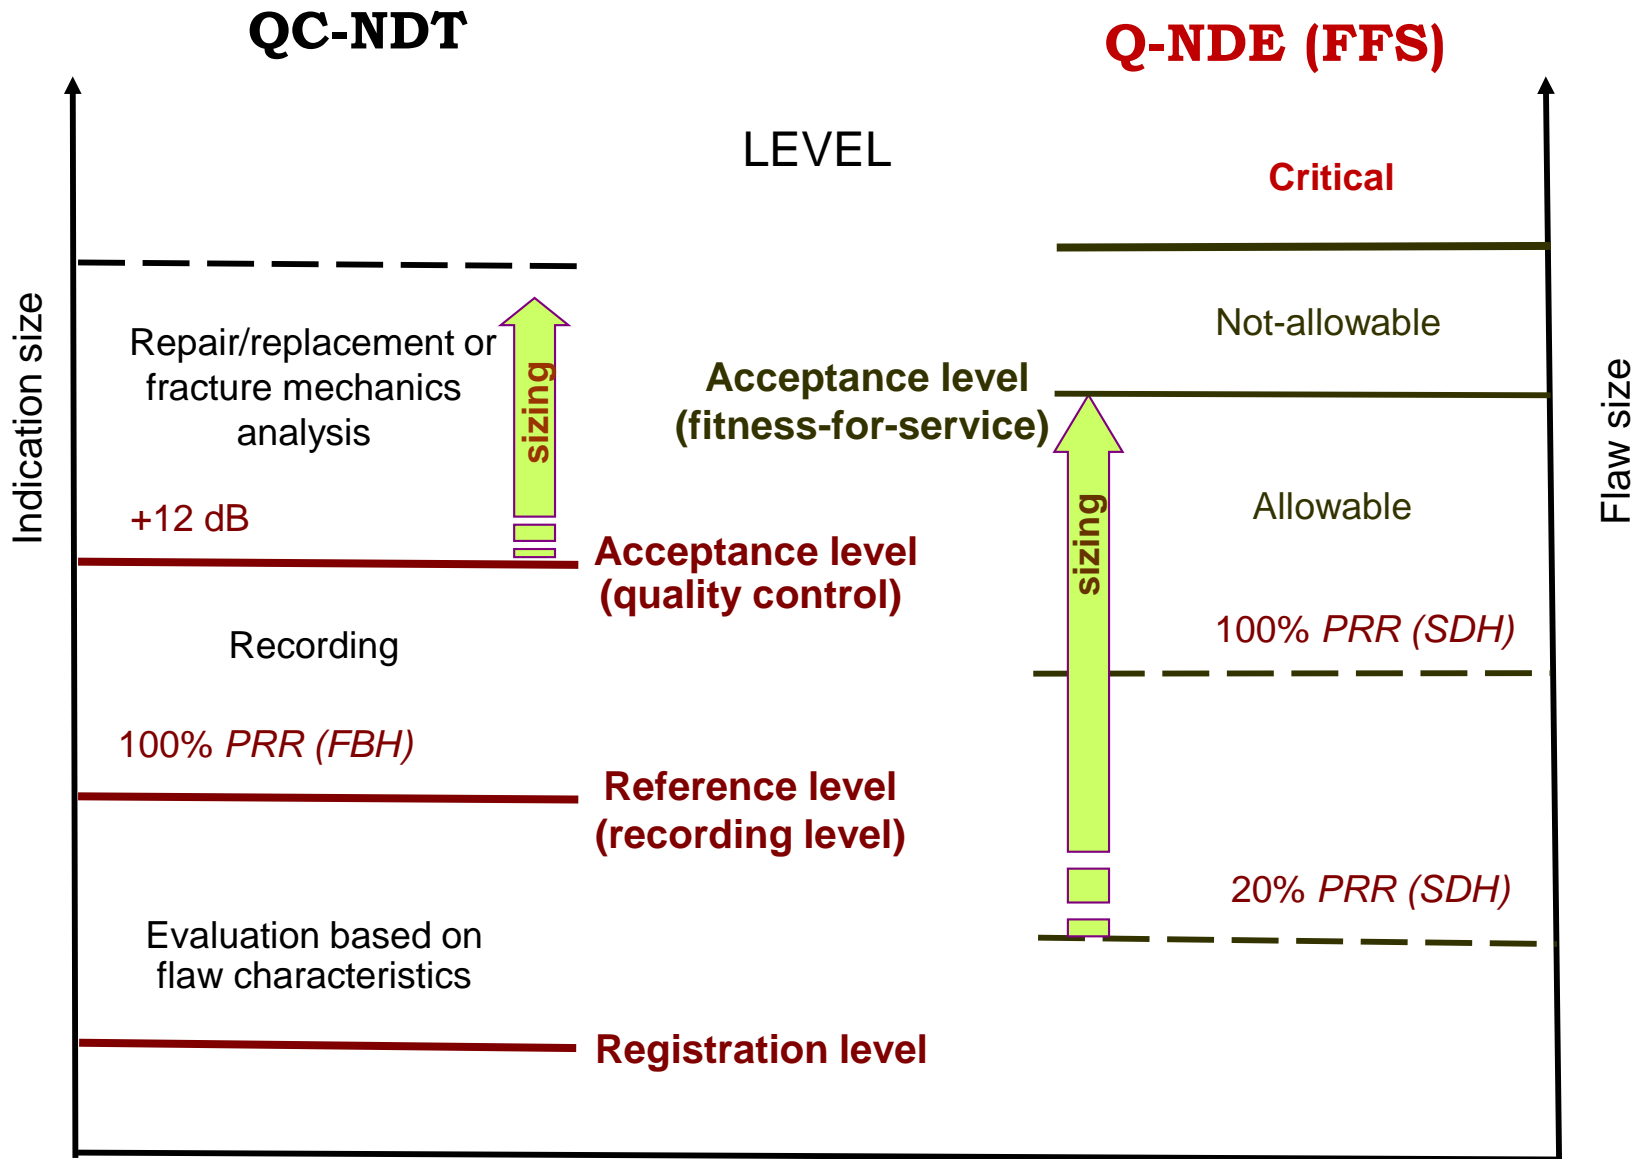 QC-NDT
Q-NDE (FFS)
LEVEL
Critical
Indication size
Repair/replacement or
fracture mechanics
analysis
sizing
Not-allowable
Acceptance level
(fitness-for-service)
Flaw size
+12 dB
Allowable
sizing
Acceptance level
(quality control)
Recording
100% PRR (SDH)
100% PRR (FBH)
Reference level
(recording level)
20% PRR (SDH)
Evaluation based on
flaw characteristics
Registration level